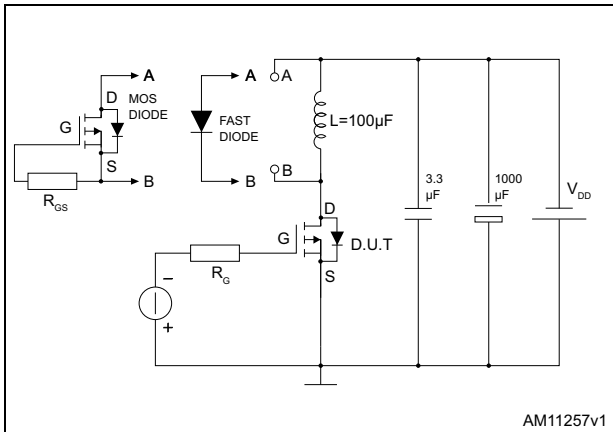 A
D
MOS
DIODE
G
S
B
R_GS
A
FAST
DIODE
B
A
L=100µF
B
D
G
D.U.T
S
R_G
−
+
3.3
µF
1000
µF
V_DD
AM11257v1